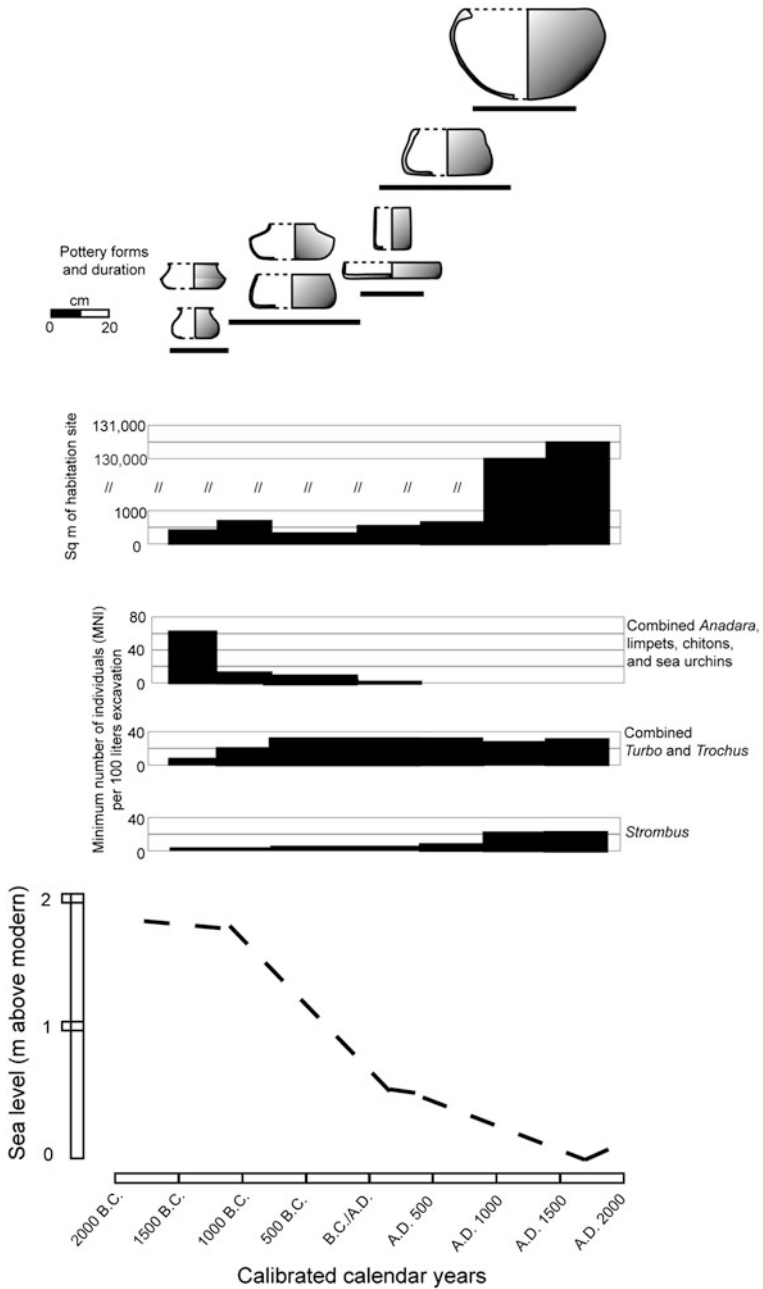 Pottery forms
and duration
cm
0 20
Sq m of habitation site
131,000
130,000
// // // // // // // //
1000
0
Minimum number of individuals (MNI)
per 100 liters excavation
80
40
0
Combined Anadara,
limpets, chitons,
and sea urchins
40
0
Combined
Turbo and Trochus
40
0
Strombus
Sea level (m above modern)
2
1
0
2000 B.C.
1500 B.C.
1000 B.C.
500 B.C.
B.C./A.D.
A.D. 500
A.D. 1000
A.D. 1500
A.D. 2000
Calibrated calendar years